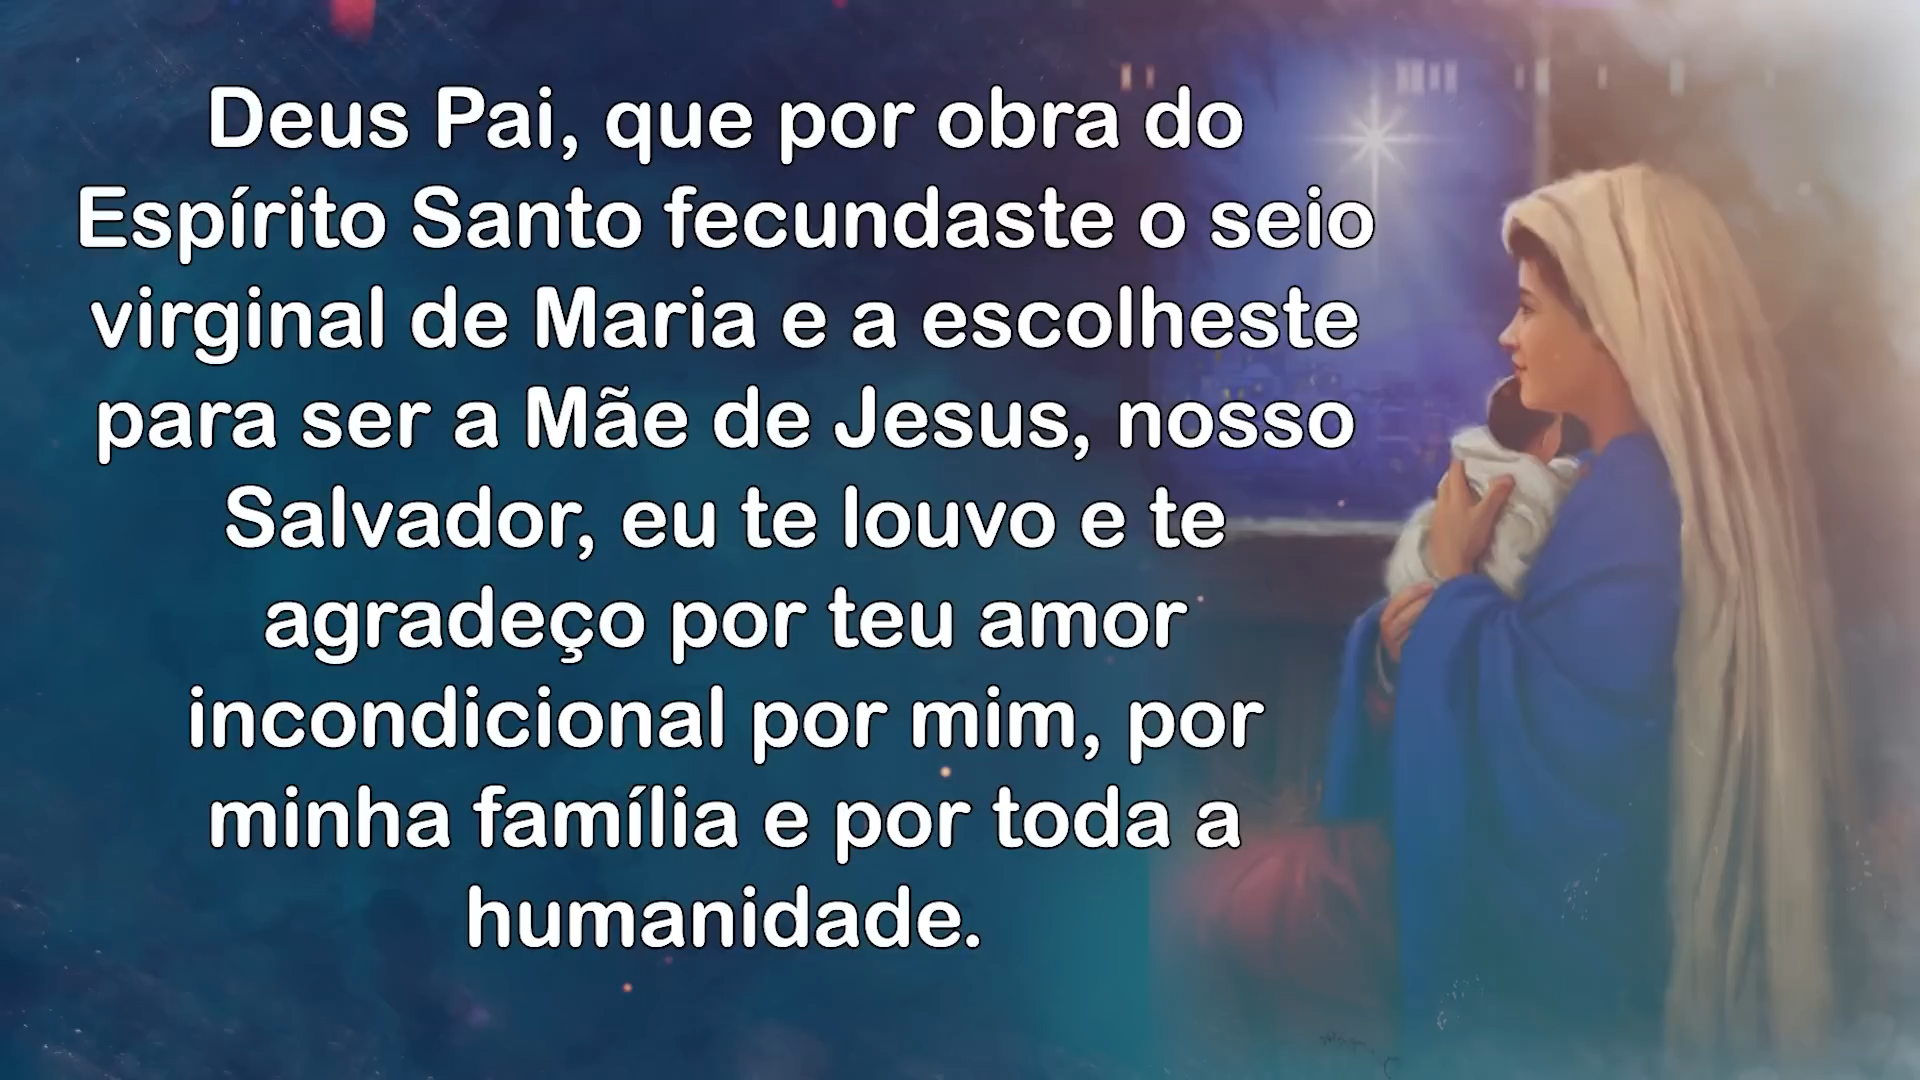 Deus Pai, que por obra do
Espírito Santo fecundaste o seio
virginal de Maria e a escolheste
para ser a Mãe de Jesus, nosso
Salvador, eu te louvo e te
agradeço por teu amor
incondicional por mim, por
minha família e por toda a
humanidade.